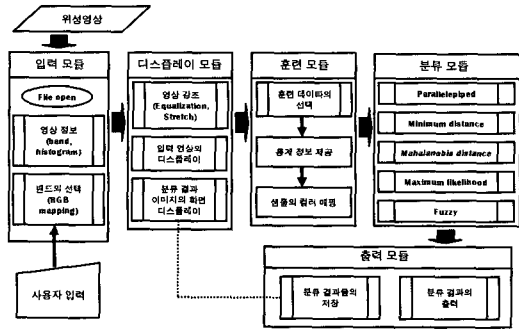 위성영상
입력 모듈
File open
영상 정보
(band,
histogram)
밴드의 선택
(RGB
mapping)
사용자 입력
디스플레이 모듈
영상 강조
(Equalization,
Stretch)
입력 영상의
디스플레이
분류 결과
이미지의 화면
디스플레이
훈련 모듈
훈련 데이타의
선택
통계 정보 제공
샘플의 컬러 매핑
분류 모듈
Parallelepiped
Minimum distance
Mahalanobis distance
Maximum likelihood
Fuzzy
출력 모듈
분류 결과물의
저장
분류 결과의
출력